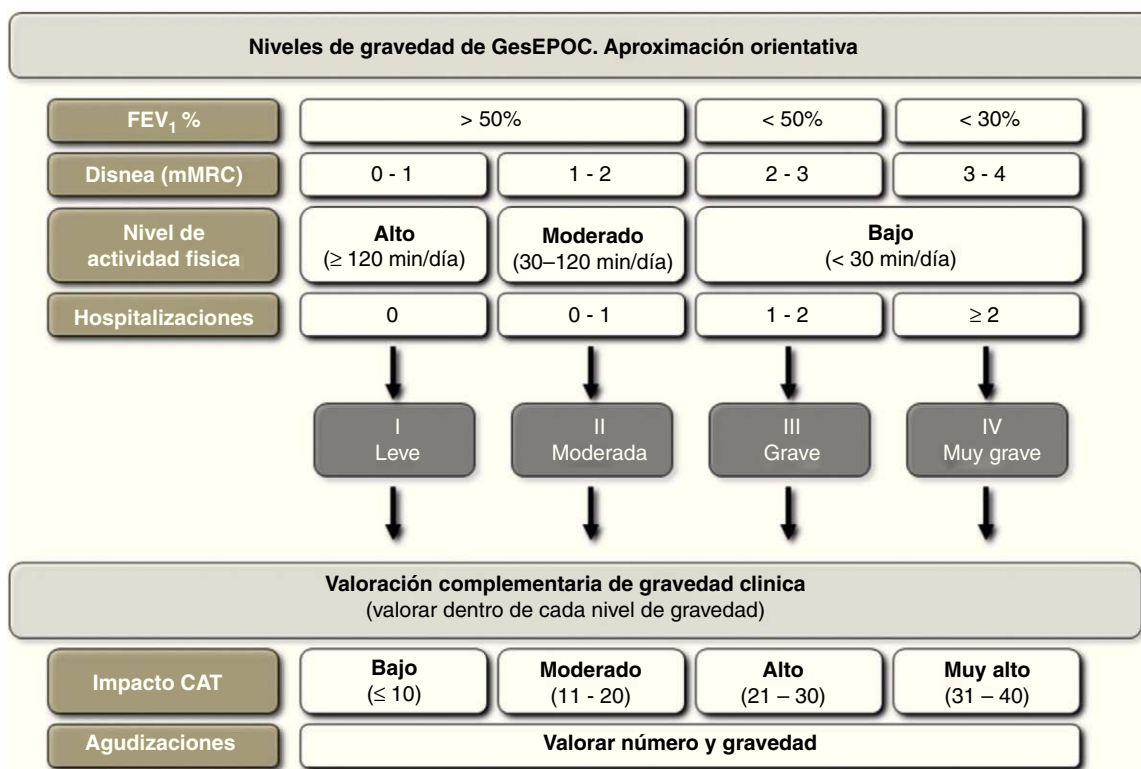 Niveles de gravedad de GesEPOC. Aproximación orientativa
FEV₁ %
> 50%
< 50%
< 30%
Disnea (mMRC)
0 - 1
1 - 2
2 - 3
3 - 4
Nivel de
actividad fisica
Alto
(≥ 120 min/día)
Moderado
(30–120 min/día)
Bajo
(< 30 min/día)
Hospitalizaciones
0
0 - 1
1 - 2
≥ 2
I
Leve
II
Moderada
III
Grave
IV
Muy grave
Valoración complementaria de gravedad clinica
(valorar dentro de cada nivel de gravedad)
Impacto CAT
Bajo
(≤ 10)
Moderado
(11 - 20)
Alto
(21 – 30)
Muy alto
(31 – 40)
Agudizaciones
Valorar número y gravedad